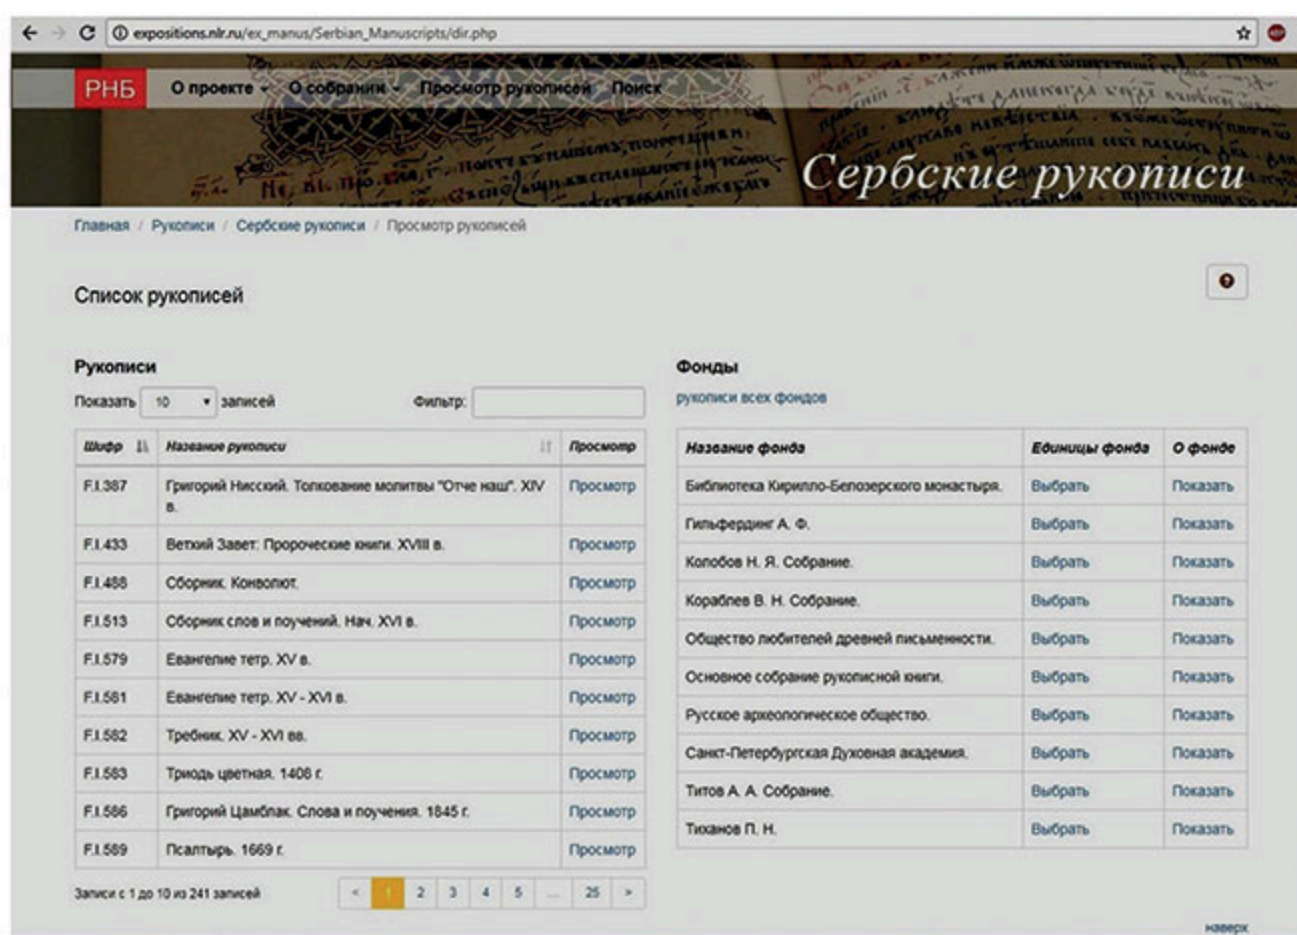 expositions.nlr.ru/ex_manus/Serbian_Manuscripts/dir.php
РНБ О проекте О собрании Просмотр рукописей Поиск
Сербские рукописи
Главная / Рукописи / Сербские рукописи / Просмотр рукописей
Список рукописей
Рукописи
Показать 10 записей Фильтр:
Шифр Название рукописи Просмотр
F.I.387 Григорий Нисский. Толкование молитвы "Отче наш". XIV
в. Просмотр
F.I.433 Ветхий Завет: Пророческие книги. XVIII в. Просмотр
F.I.488 Сборник. Конволют. Просмотр
F.I.513 Сборник слов и поучений. Нач. XVI в. Просмотр
F.I.579 Евангелие тетр. XV в. Просмотр
F.I.581 Евангелие тетр. XV - XVI в. Просмотр
F.I.582 Требник. XV - XVI вв. Просмотр
F.I.583 Триодь цветная. 1408 г. Просмотр
F.I.586 Григорий Цамблак. Слова и поучения. 1845 г. Просмотр
F.I.589 Псалтырь. 1669 г. Просмотр
Записи с 1 до 10 из 241 записей < 1 2 3 4 5 ... 25 >
Фонды
рукописи всех фондов
Название фонда Единицы фонда О фонде
Библиотека Кирилло-Белозерского монастыря. Выбрать Показать
Гильфердинг А. Ф. Выбрать Показать
Колобов Н. Я. Собрание. Выбрать Показать
Кораблев В. Н. Собрание. Выбрать Показать
Общество любителей древней письменности. Выбрать Показать
Основное собрание рукописной книги. Выбрать Показать
Русское археологическое общество. Выбрать Показать
Санкт-Петербургская Духовная академия. Выбрать Показать
Титов А. А. Собрание. Выбрать Показать
Тиханов П. Н. Выбрать Показать
наверх